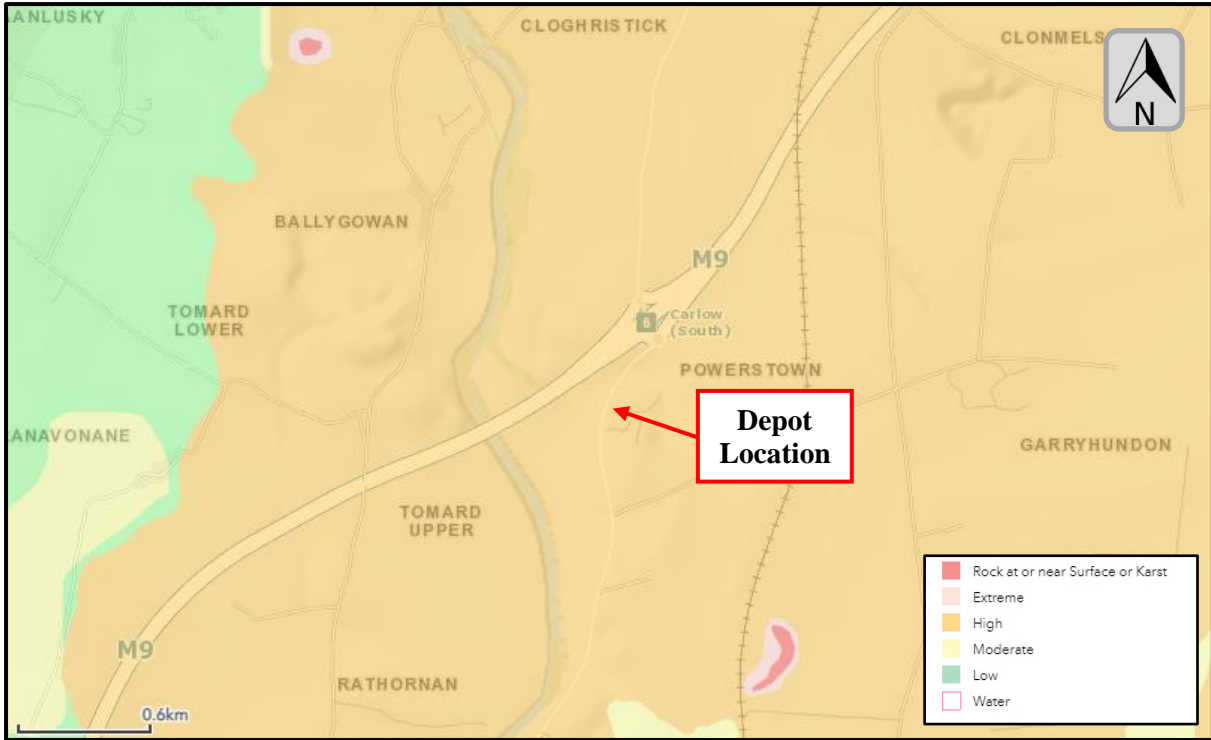 ANLUSKY
CLOGHRISTICK
CLONMELS
N
BALLYGOWAN
M9
TOMARD
LOWER
6
Carlow
(South)
POWERSTOWN
Depot
Location
ANAVONANE
GARRYHUNDON
TOMARD
UPPER
M9
RATHORNAN
0.6km
Rock at or near Surface or Karst
Extreme
High
Moderate
Low
Water